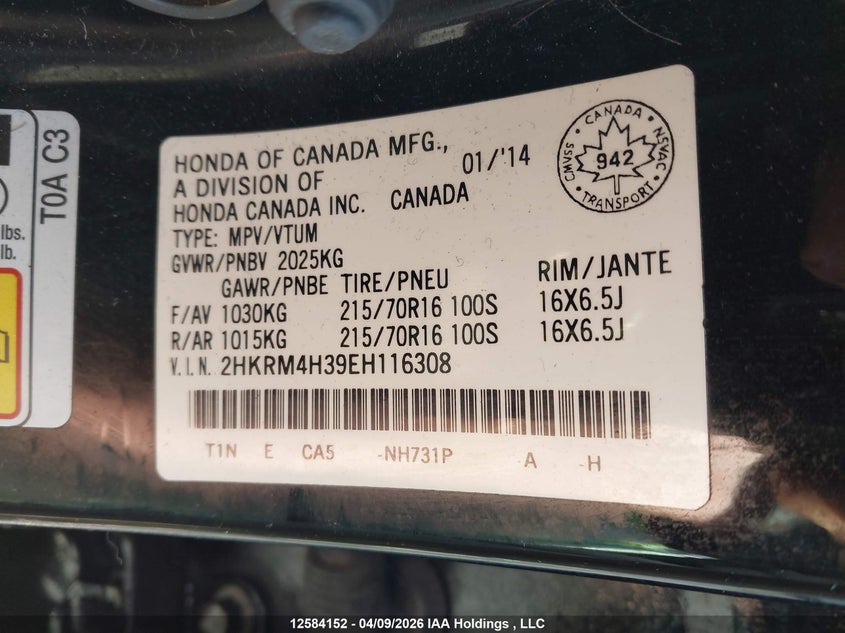 T0A C3
lbs.
lb.
HONDA OF CANADA MFG., 01/'14
A DIVISION OF
HONDA CANADA INC. CANADA
TYPE: MPV/VTUM
GVWR/PNBV 2025KG
GAWR/PNBE TIRE/PNEU RIM/JANTE
F/AV 1030KG 215/70R16 100S 16X6.5J
R/AR 1015KG 215/70R16 100S 16X6.5J
V.I.N. 2HKRM4H39EH116308
T1N E CA5 -NH731P A -H
CANADA
CMVSS 942 NSVAC
TRANSPORT
12584152 - 04/09/2026 IAA Holdings , LLC